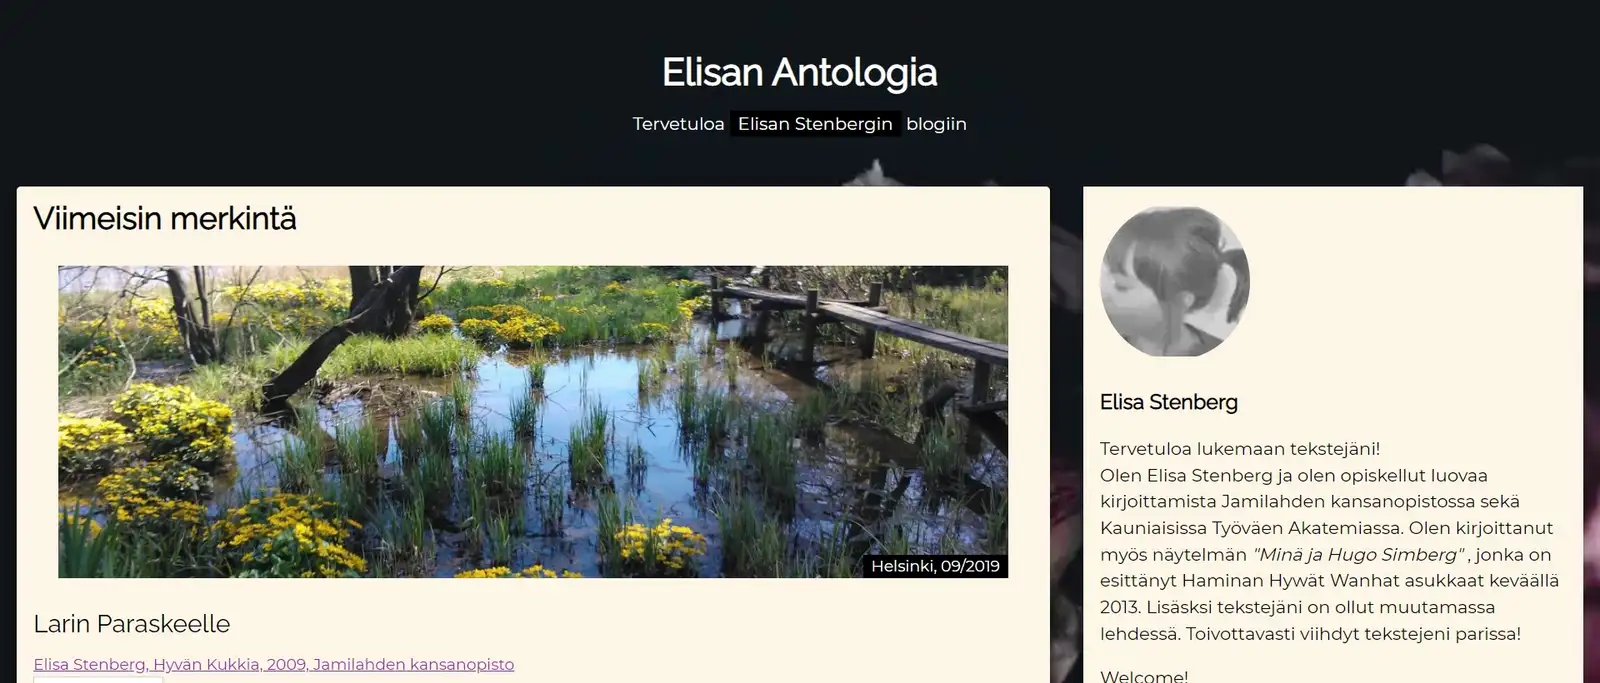 Elisan Antologia
Tervetuloa Elisan Stenbergin blogiin
Viimeisin merkintä
Helsinki, 09/2019
Larin Paraskeelle
Elisa Stenberg, Hyvän Kukkia, 2009, Jamilahden kansanopisto
Elisa Stenberg
Tervetuloa lukemaan tekstejäni!
Olen Elisa Stenberg ja olen opiskellut luovaa
kirjoittamista Jamilahden kansanopistossa sekä
Kauniaisissa Työväen Akatemiassa. Olen kirjoittanut
myös näytelmän "Minä ja Hugo Simberg" , jonka on
esittänyt Haminan Hywät Wanhat asukkaat keväällä
2013. Lisäsksi tekstejäni on ollut muutamassa
lehdessä. Toivottavasti viihdyt tekstejeni parissa!
Welcome!